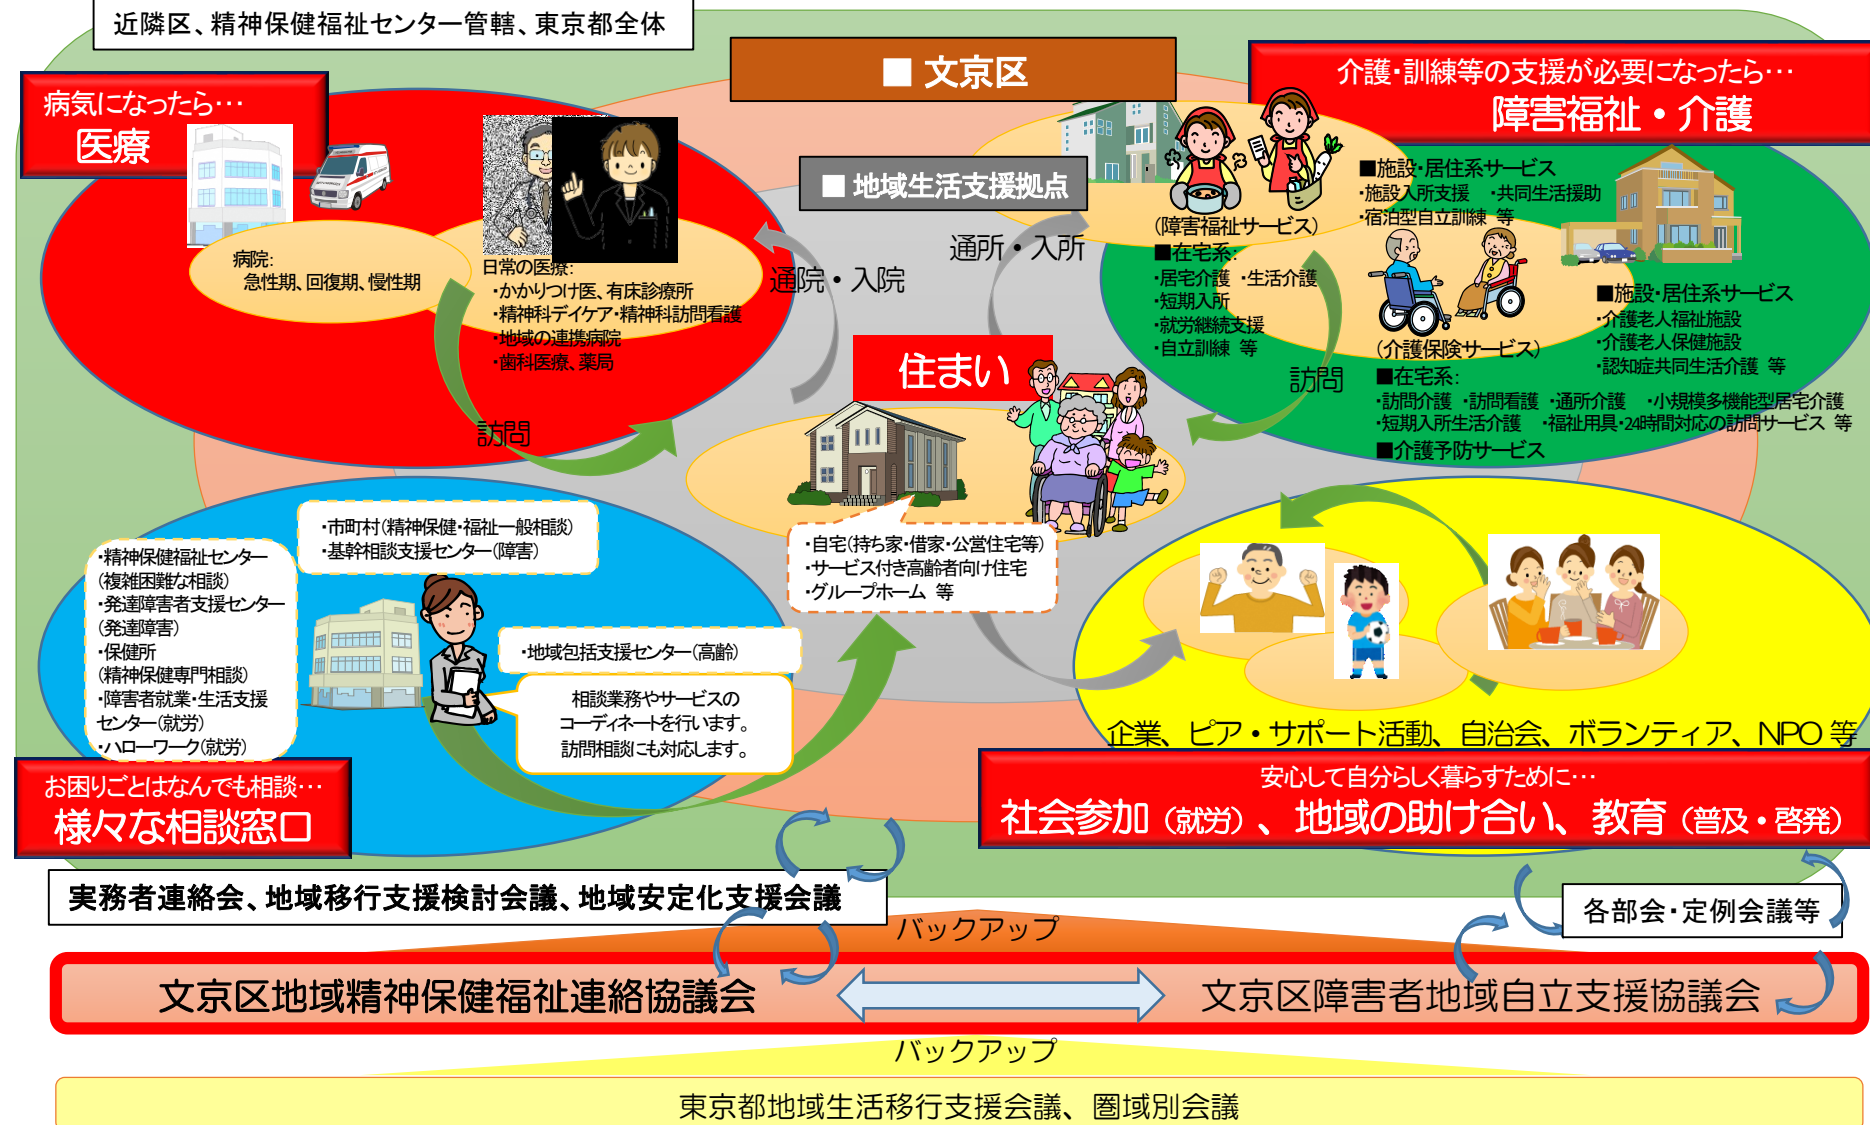 近隣区、精神保健福祉センター管轄、東京都全体
■ 文京区
病気になったら…
医療
介護・訓練等の支援が必要になったら…
障害福祉・介護
■ 地域生活支援拠点
病院:
急性期、回復期、慢性期
日常の医療:
・かかりつけ医、有床診療所
・精神科デイケア・精神科訪問看護
・地域の連携病院
・歯科医療、薬局
訪問
通院・入院
通所・入所
(障害福祉サービス)
■在宅系:
・居宅介護 ・生活介護
・短期入所
・就労継続支援
・自立訓練 等
■施設・居住系サービス
・施設入所支援 ・共同生活援助
・宿泊型自立訓練 等
訪問
(介護保険サービス)
■在宅系:
・訪問介護 ・訪問看護 ・通所介護 ・小規模多機能型居宅介護
・短期入所生活介護 ・福祉用具・24時間対応の訪問サービス 等
■介護予防サービス
■施設・居住系サービス
・介護老人福祉施設
・介護老人保健施設
・認知症共同生活介護 等
住まい
・自宅(持ち家・借家・公営住宅等)
・サービス付き高齢者向け住宅
・グループホーム 等
・市町村(精神保健・福祉一般相談)
・基幹相談支援センター(障害)
・精神保健福祉センター
(複雑困難な相談)
・発達障害者支援センター
(発達障害)
・保健所
(精神保健専門相談)
・障害者就業・生活支援
センター(就労)
・ハローワーク(就労)
・地域包括支援センター(高齢)
相談業務やサービスの
コーディネートを行います。
訪問相談にも対応します。
お困りごとはなんでも相談…
様々な相談窓口
企業、ピア・サポート活動、自治会、ボランティア、NPO 等
安心して自分らしく暮らすために…
社会参加(就労)、地域の助け合い、教育(普及・啓発)
実務者連絡会、地域移行支援検討会議、地域安定化支援会議
各部会・定例会議等
バックアップ
文京区地域精神保健福祉連絡協議会
文京区障害者地域自立支援協議会
バックアップ
東京都地域生活移行支援会議、圏域別会議